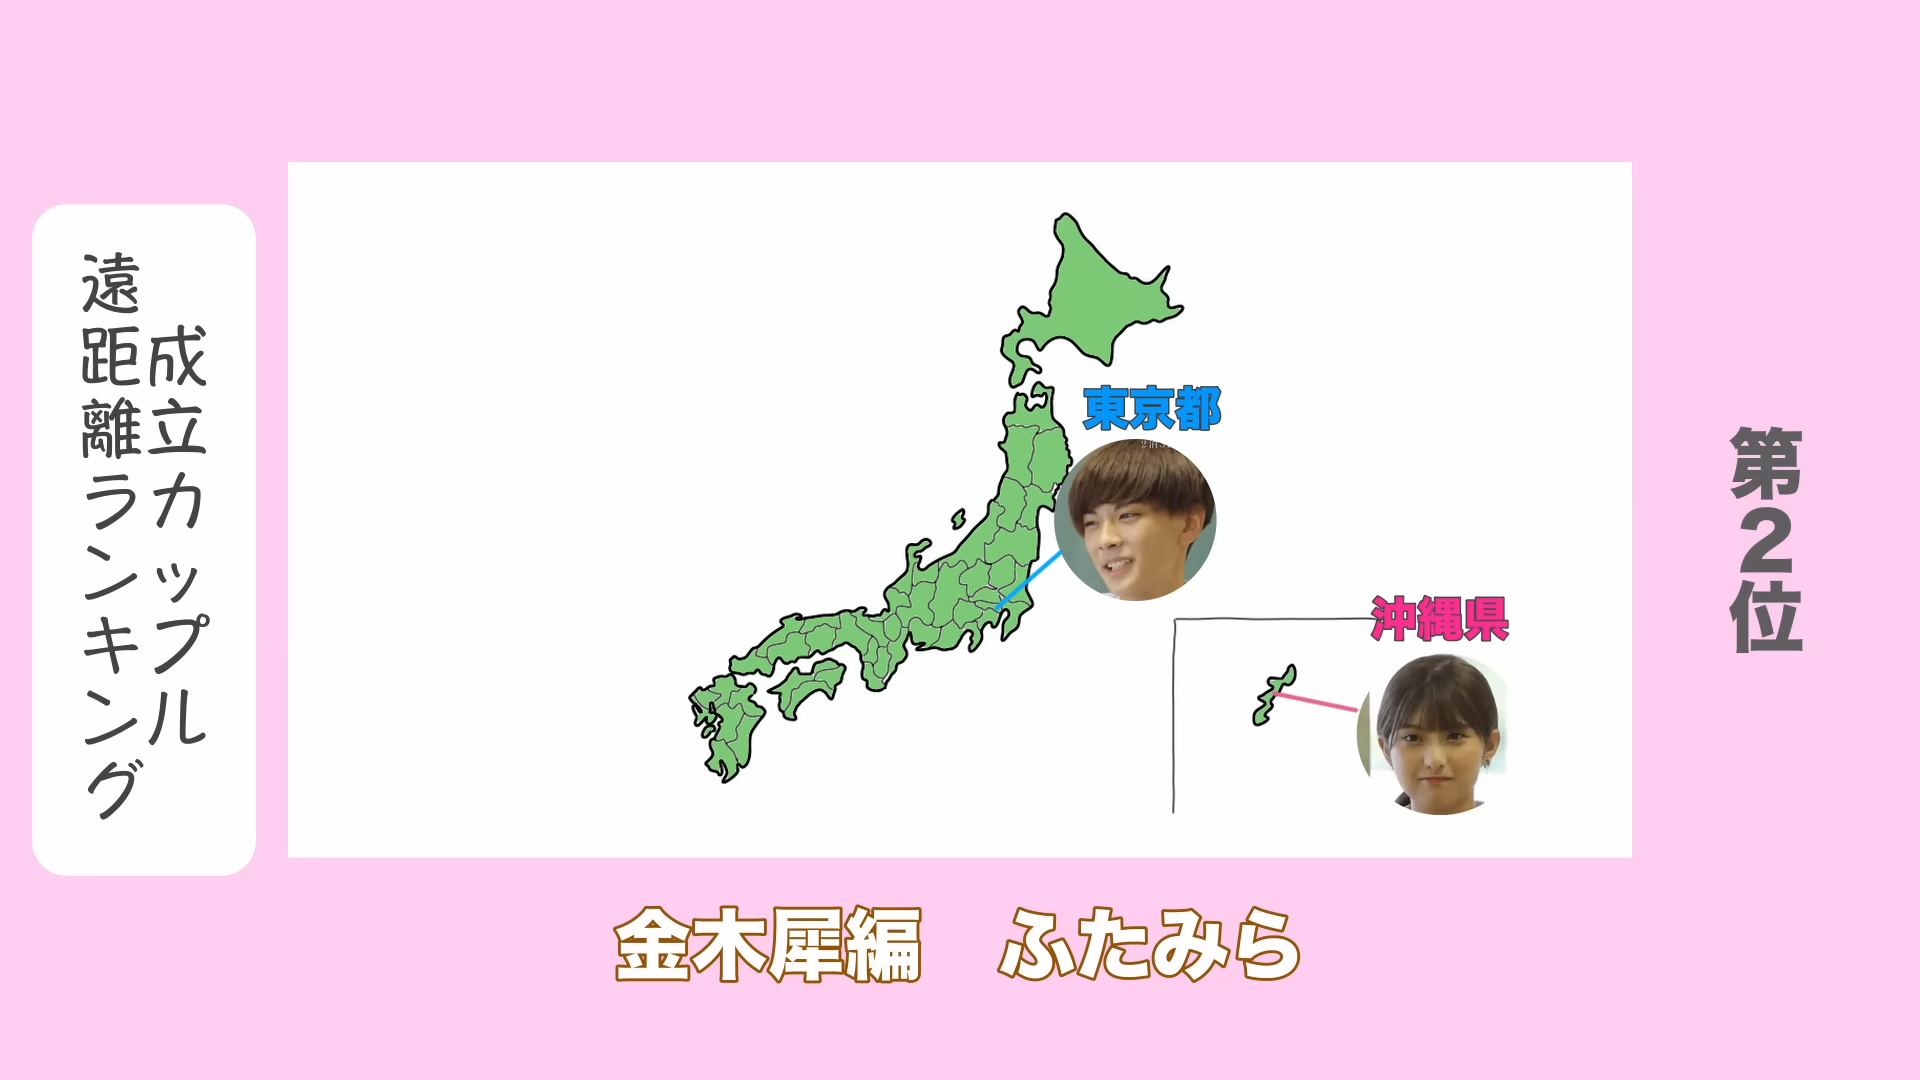 成立カップル
遠距離ランキング
東京都
沖縄県
第2位
金木犀編　ふたみら